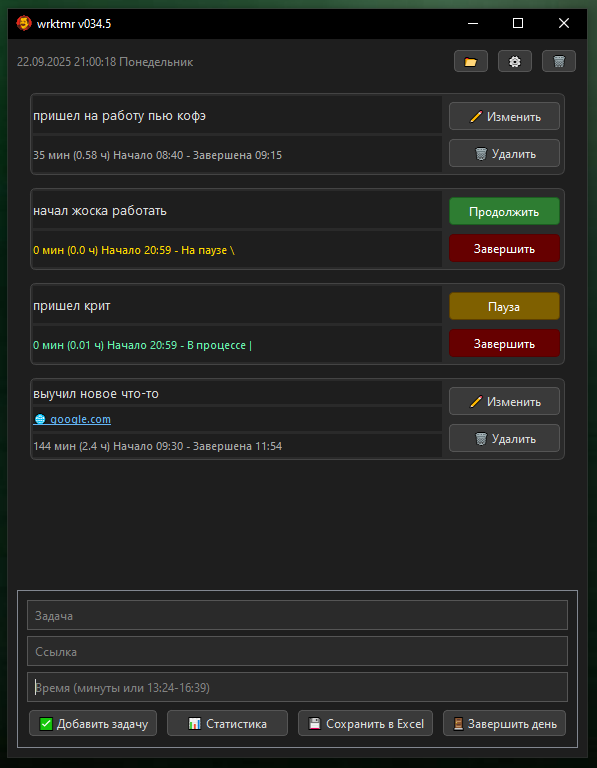 wrktmr v034.5
22.09.2025 21:00:18 Понедельник
пришел на работу пью кофэ
Изменить
35 мин (0.58 ч) Начало 08:40 - Завершена 09:15
Удалить
начал жоска работать
Продолжить
0 мин (0.0 ч) Начало 20:59 - На паузе \
Завершить
пришел крит
Пауза
0 мин (0.01 ч) Начало 20:59 - В процессе |
Завершить
выучил новое что-то
Изменить
google.com
144 мин (2.4 ч) Начало 09:30 - Завершена 11:54
Удалить
Задача
Ссылка
Время (минуты или 13:24-16:39)
Добавить задачу Статистика Сохранить в Excel Завершить день